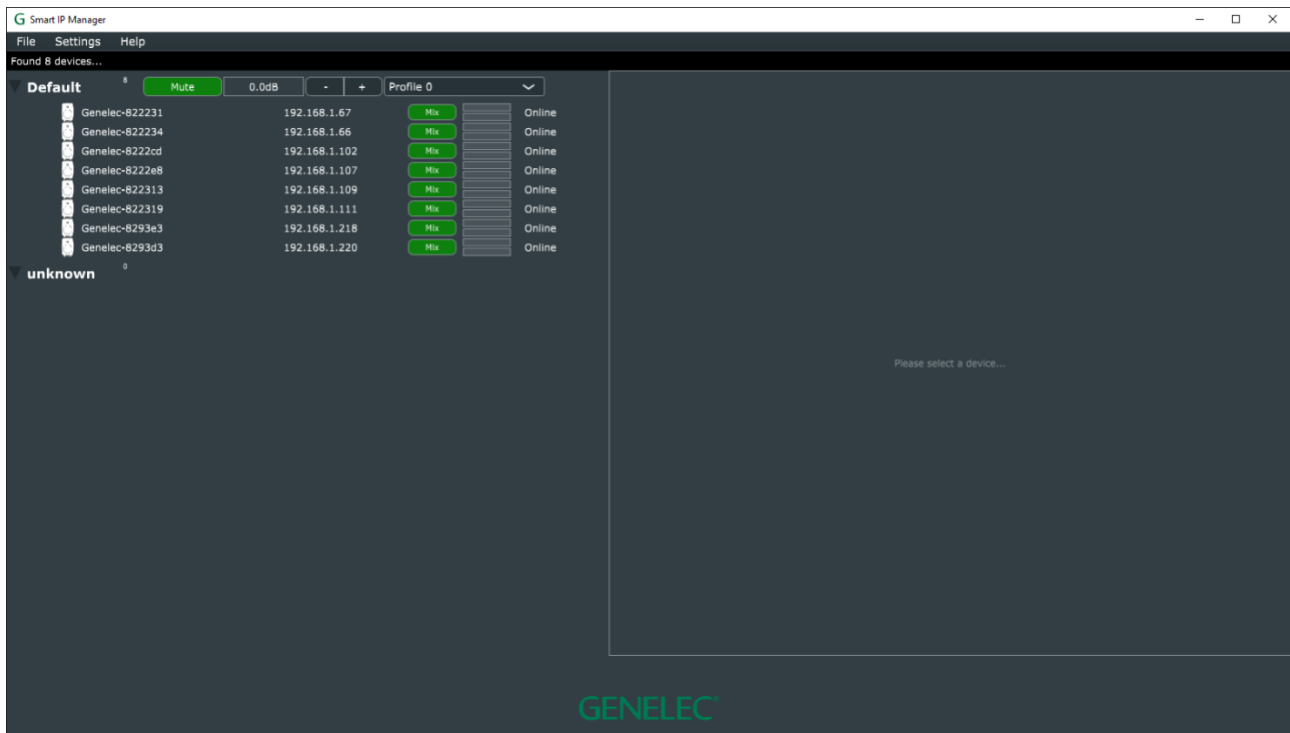 G Smart IP Manager
File Settings Help
Found 8 devices...
Default 8 Mute 0.0dB - + Profile 0
Genelec-822231 192.168.1.67 Mix Online
Genelec-822234 192.168.1.66 Mix Online
Genelec-8222cd 192.168.1.102 Mix Online
Genelec-8222e8 192.168.1.107 Mix Online
Genelec-822313 192.168.1.109 Mix Online
Genelec-822319 192.168.1.111 Mix Online
Genelec-8293e3 192.168.1.218 Mix Online
Genelec-8293d3 192.168.1.220 Mix Online
unknown 0
Please select a device...
GENELEC®